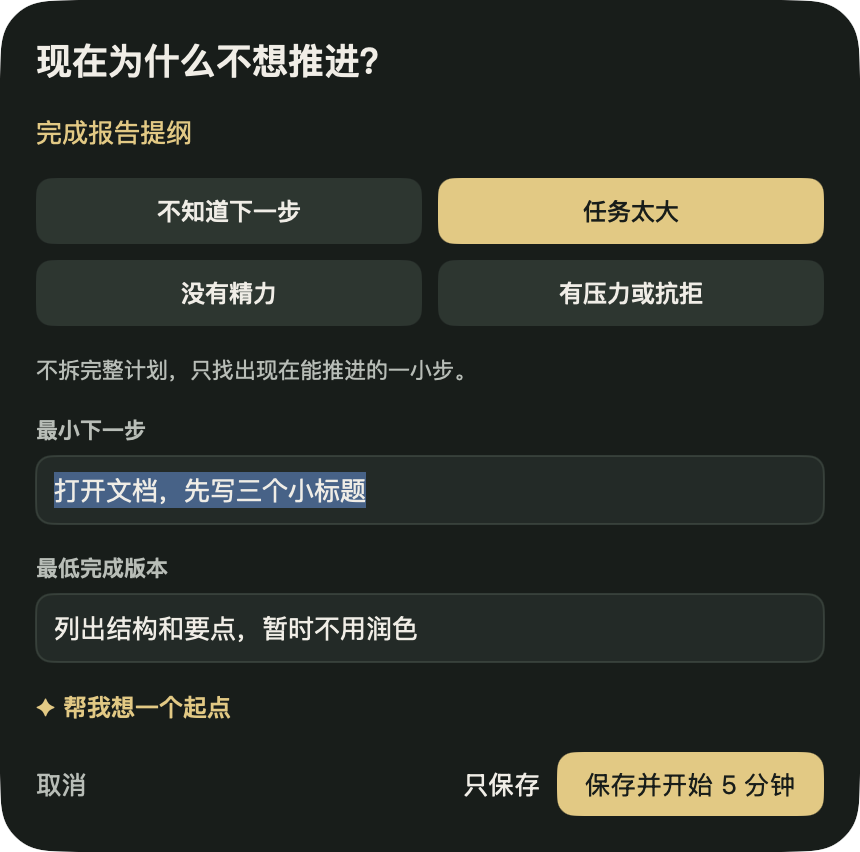 现在为什么不想推进?
完成报告提纲
不知道下一步
任务太大
没有精力
有压力或抗拒
不拆完整计划，只找出现在能推进的一小步。
最小下一步
打开文档，先写三个小标题
最低完成版本
列出结构和要点，暂时不用润色
✦ 帮我想一个起点
取消
只保存
保存并开始 5 分钟